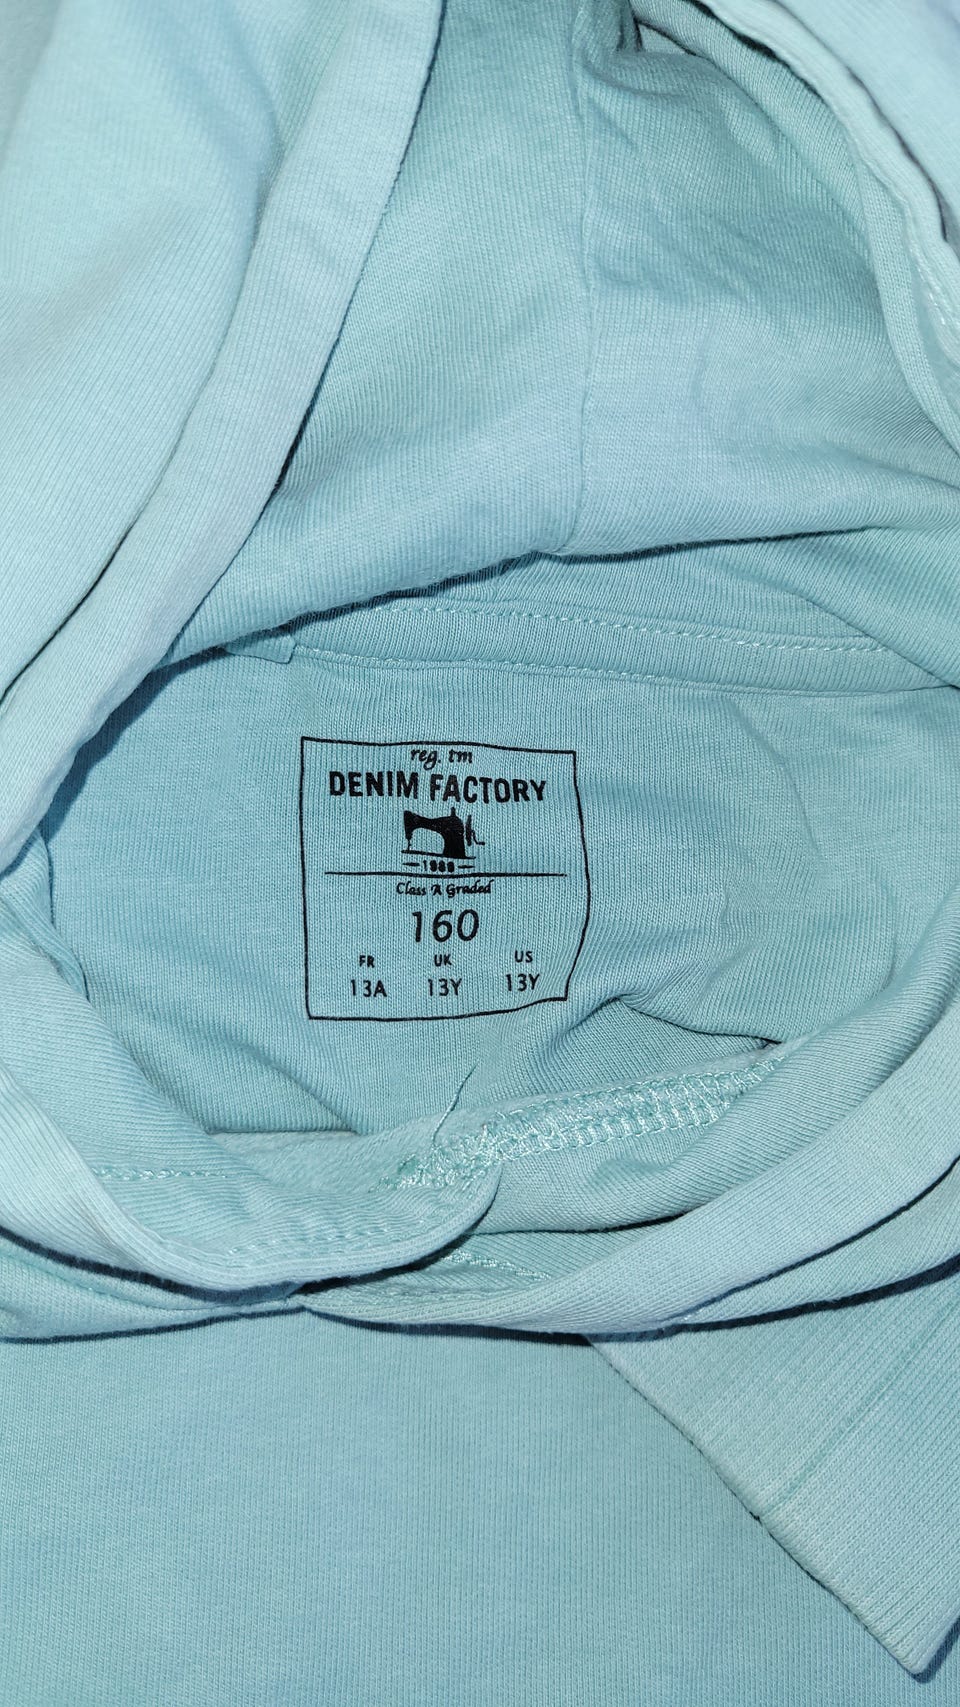 reg. tm
DENIM FACTORY
Class A Graded
160
FR UK US
13A 13Y 13Y